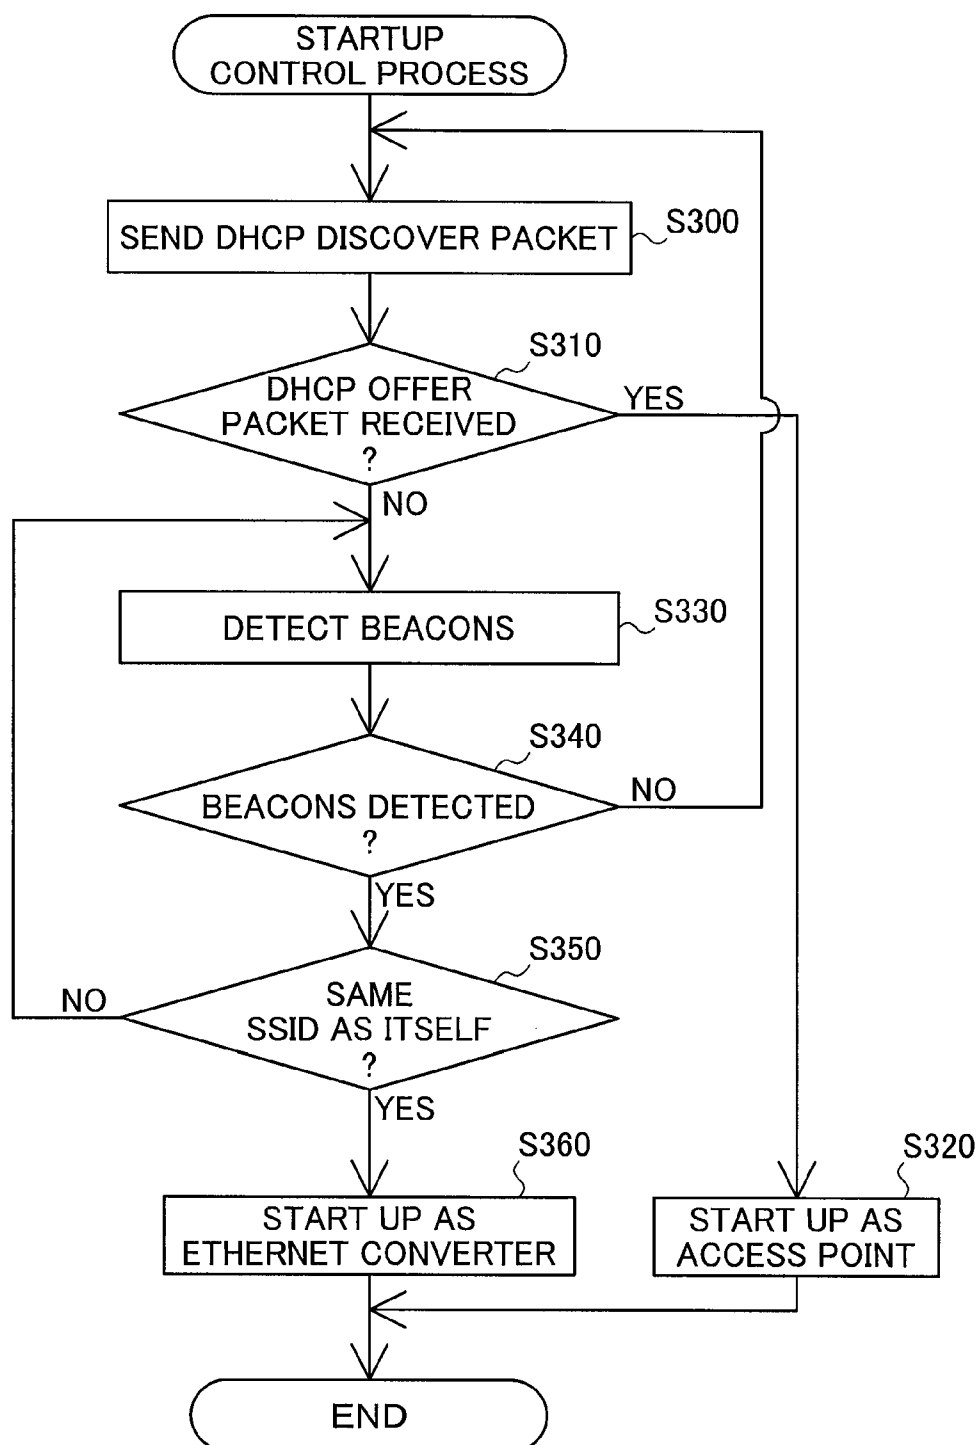 STARTUP
CONTROL PROCESS
SEND DHCP DISCOVER PACKET
S300
S310
DHCP OFFER
PACKET RECEIVED
?
YES
NO
DETECT BEACONS
S330
S340
BEACONS DETECTED
?
NO
YES
S350
SAME
SSID AS ITSELF
?
NO
YES
S360
START UP AS
ETHERNET CONVERTER
S320
START UP AS
ACCESS POINT
END